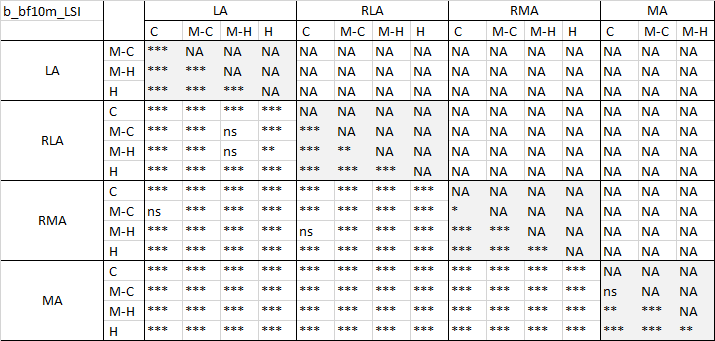 b_bf10m_LSI LA RLA RMA MA
C M-C M-H H C M-C M-H H C M-C M-H H C M-C M-H
LA M-C *** NA NA NA NA NA NA NA NA NA NA NA NA NA NA
M-H *** *** NA NA NA NA NA NA NA NA NA NA NA NA NA
H *** *** *** NA NA NA NA NA NA NA NA NA NA NA NA
RLA C *** *** *** *** NA NA NA NA NA NA NA NA NA NA NA
M-C *** *** ns *** *** NA NA NA NA NA NA NA NA NA NA
M-H *** *** ns ** *** ** NA NA NA NA NA NA NA NA NA
H *** *** *** *** *** *** *** NA NA NA NA NA NA NA NA
RMA C *** *** *** *** *** *** *** *** NA NA NA NA NA NA NA
M-C ns *** *** *** *** *** *** *** * NA NA NA NA NA NA
M-H *** *** *** *** ns *** *** *** *** *** NA NA NA NA NA
H *** *** *** *** *** *** *** *** *** *** *** NA NA NA NA
MA C *** *** *** *** *** *** *** *** *** *** *** *** NA NA NA
M-C *** *** *** *** *** *** *** *** *** *** *** *** ns NA NA
M-H *** *** *** *** *** *** *** *** *** *** *** *** ** *** NA
H *** *** *** *** *** *** *** *** *** *** *** *** *** *** **